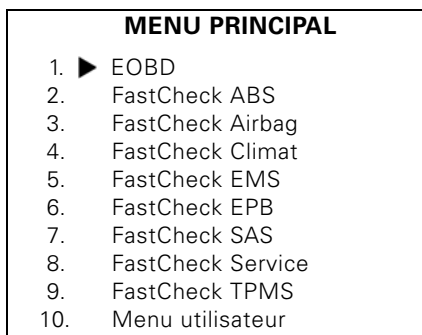 MENU PRINCIPAL
1. ▶ EOBD
2. FastCheck ABS
3. FastCheck Airbag
4. FastCheck Climat
5. FastCheck EMS
6. FastCheck EPB
7. FastCheck SAS
8. FastCheck Service
9. FastCheck TPMS
10. Menu utilisateur